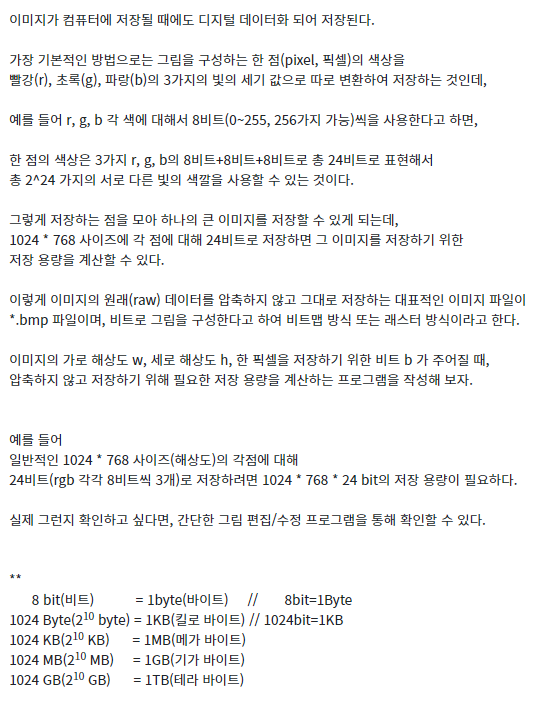 이미지가 컴퓨터에 저장될 때에도 디지털 데이터화 되어 저장된다.
가장 기본적인 방법으로는 그림을 구성하는 한 점(pixel, 픽셀)의 색상을
빨강(r), 초록(g), 파랑(b)의 3가지의 빛의 세기 값으로 따로 변환하여 저장하는 것인데,
예를 들어 r, g, b 각 색에 대해서 8비트(0~255, 256가지 가능)씩을 사용한다고 하면,
한 점의 색상은 3가지 r, g, b의 8비트+8비트+8비트로 총 24비트로 표현해서
총 2^24 가지의 서로 다른 빛의 색깔을 사용할 수 있는 것이다.
그렇게 저장하는 점을 모아 하나의 큰 이미지를 저장할 수 있게 되는데,
1024 * 768 사이즈에 각 점에 대해 24비트로 저장하면 그 이미지를 저장하기 위한
저장 용량을 계산할 수 있다.
이렇게 이미지의 원래(raw) 데이터를 압축하지 않고 그대로 저장하는 대표적인 이미지 파일이
*.bmp 파일이며, 비트로 그림을 구성한다고 하여 비트맵 방식 또는 래스터 방식이라고 한다.
이미지의 가로 해상도 w, 세로 해상도 h, 한 픽셀을 저장하기 위한 비트 b 가 주어질 때,
압축하지 않고 저장하기 위해 필요한 저장 용량을 계산하는 프로그램을 작성해 보자.
예를 들어
일반적인 1024 * 768 사이즈(해상도)의 각점에 대해
24비트(rgb 각각 8비트씩 3개)로 저장하려면 1024 * 768 * 24 bit의 저장 용량이 필요하다.
실제 그런지 확인하고 싶다면, 간단한 그림 편집/수정 프로그램을 통해 확인할 수 있다.
**
8 bit(비트) = 1byte(바이트) // 8bit=1Byte
1024 Byte(2¹⁰ byte) = 1KB(킬로 바이트) // 1024bit=1KB
1024 KB(2¹⁰ KB) = 1MB(메가 바이트)
1024 MB(2¹⁰ MB) = 1GB(기가 바이트)
1024 GB(2¹⁰ GB) = 1TB(테라 바이트)